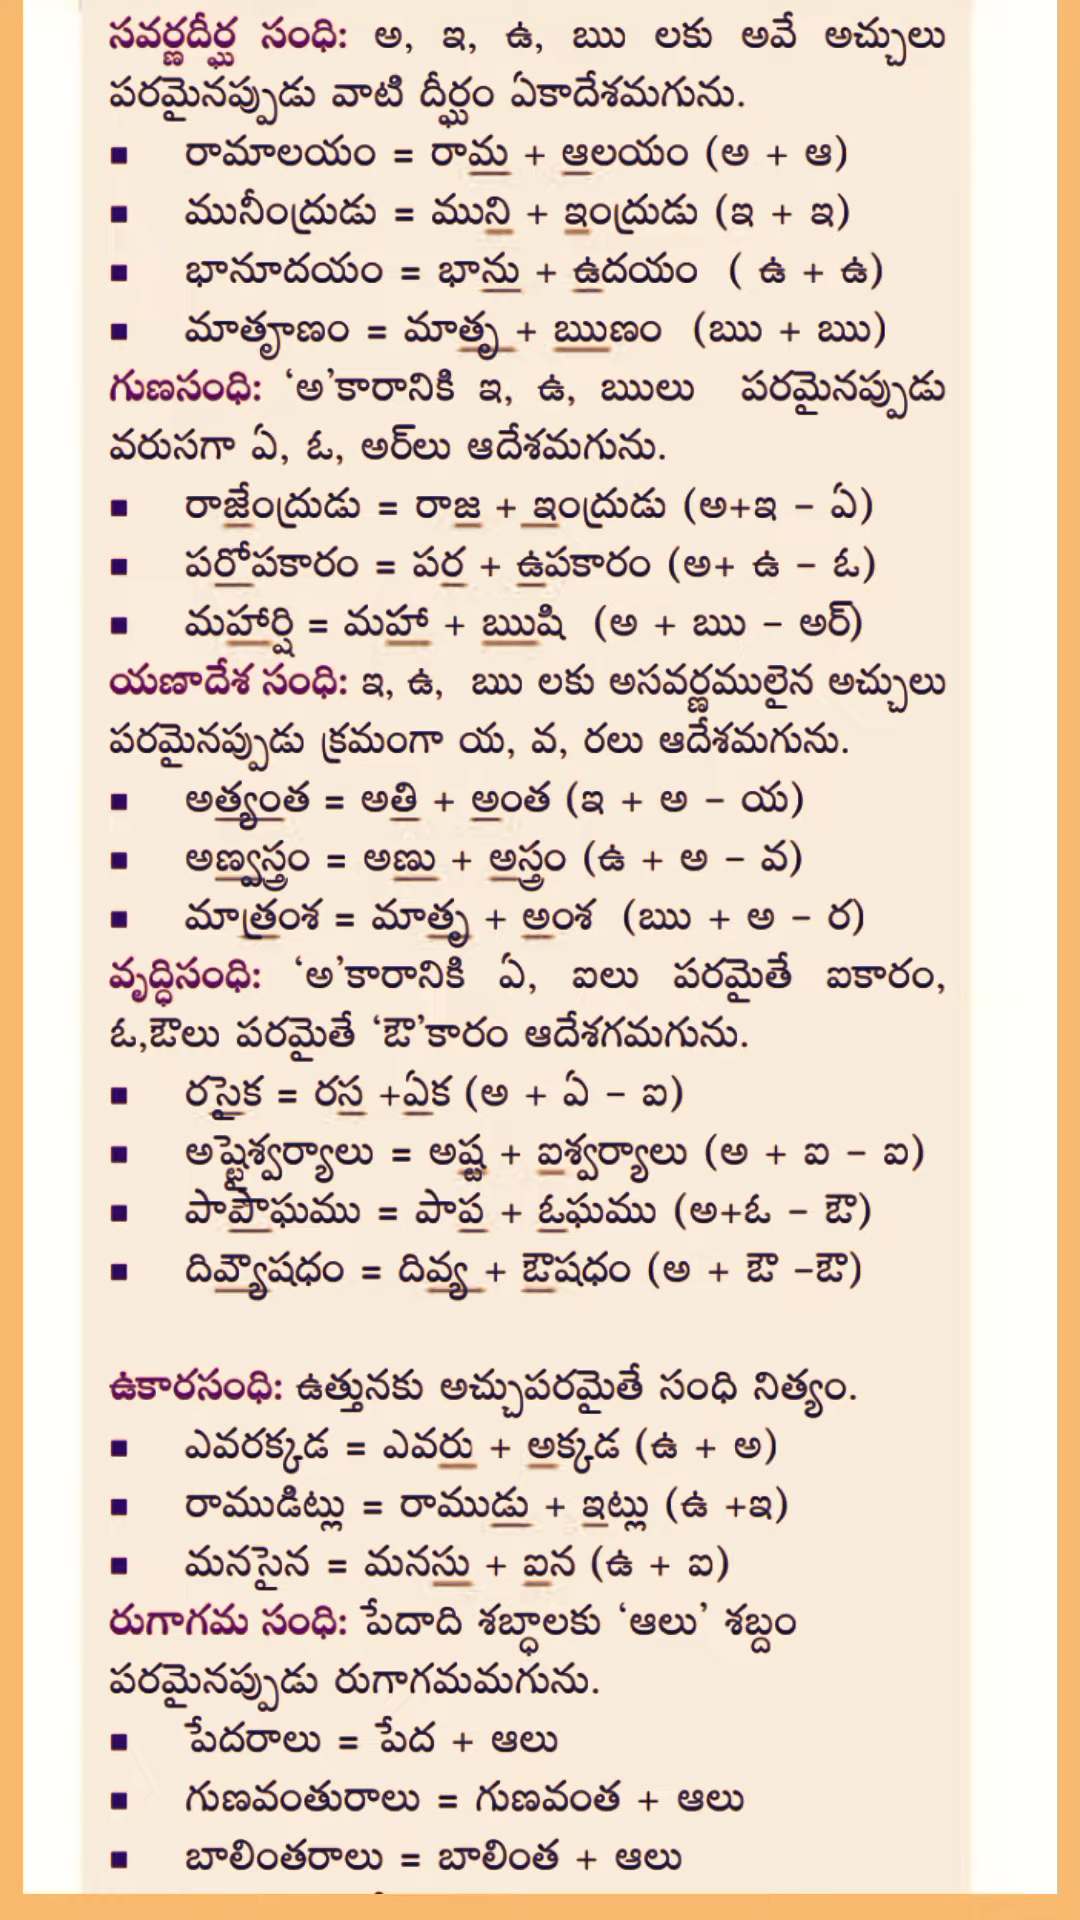 సవర్ణదీర్ఘ సంధి: అ, ఇ, ఉ, ఋ లకు అవే అచ్చులు
పరమైనప్పుడు వాటి దీర్ఘం ఏకాదేశమగును.
■ రామాలయం = రామ + ఆలయం (అ + ఆ)
■ మునీంద్రుడు = ముని + ఇంద్రుడు (ఇ + ఇ)
■ భానూదయం = భాను + ఉదయం ( ఉ + ఉ)
■ మాతౄణం = మాతృ + ఋణం (ఋ + ఋ)
గుణసంధి: ‘అ’కారానికి ఇ, ఉ, ఋలు పరమైనప్పుడు
వరుసగా ఏ, ఓ, అర్‌లు ఆదేశమగును.
■ రాజేంద్రుడు = రాజ + ఇంద్రుడు (అ+ఇ – ఏ)
■ పరోపకారం = పర + ఉపకారం (అ+ ఉ – ఓ)
■ మహార్షి = మహా + ఋషి (అ + ఋ – అర్)
యణాదేశ సంధి: ఇ, ఉ, ఋ లకు అసవర్ణములైన అచ్చులు
పరమైనప్పుడు క్రమంగా య, వ, రలు ఆదేశమగును.
■ అత్యంత = అతి + అంత (ఇ + అ – య)
■ అణ్వస్త్రం = అణు + అస్త్రం (ఉ + అ – వ)
■ మాత్రంశ = మాతృ + అంశ (ఋ + అ – ర)
వృద్ధిసంధి: ‘అ’కారానికి ఏ, ఐలు పరమైతే ఐకారం,
ఓ,ఔలు పరమైతే ‘ఔ’కారం ఆదేశగమగును.
■ రసైక = రస +ఏక (అ + ఏ – ఐ)
■ అష్టైశ్వర్యాలు = అష్ట + ఐశ్వర్యాలు (అ + ఐ – ఐ)
■ పాపౌఘము = పాప + ఓఘము (అ+ఓ – ఔ)
■ దివ్యౌషధం = దివ్య + ఔషధం (అ + ఔ –ఔ)
ఉకారసంధి: ఉత్తునకు అచ్చుపరమైతే సంధి నిత్యం.
■ ఎవరక్కడ = ఎవరు + అక్కడ (ఉ + అ)
■ రాముడిట్లు = రాముడు + ఇట్లు (ఉ +ఇ)
■ మనసైన = మనసు + ఐన (ఉ + ఐ)
రుగాగమ సంధి: పేదాది శబ్ధాలకు ‘ఆలు’ శబ్దం
పరమైనప్పుడు రుగాగమమగును.
■ పేదరాలు = పేద + ఆలు
■ గుణవంతురాలు = గుణవంత + ఆలు
■ బాలింతరాలు = బాలింత + ఆలు